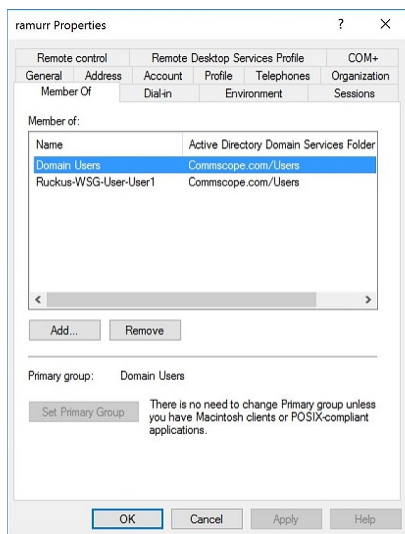 ramurr Properties ? ×
Remote control Remote Desktop Services Profile COM+
General Address Account Profile Telephones Organization
Member Of Dial-in Environment Sessions
Member of:
Name Active Directory Domain Services Folder
Domain Users Commscope.com/Users
Ruckus-WSG-User-User1 Commscope.com/Users
Add... Remove
Primary group: Domain Users
Set Primary Group
There is no need to change Primary group unless
you have Macintosh clients or POSIX-compliant
applications.
OK Cancel Apply Help